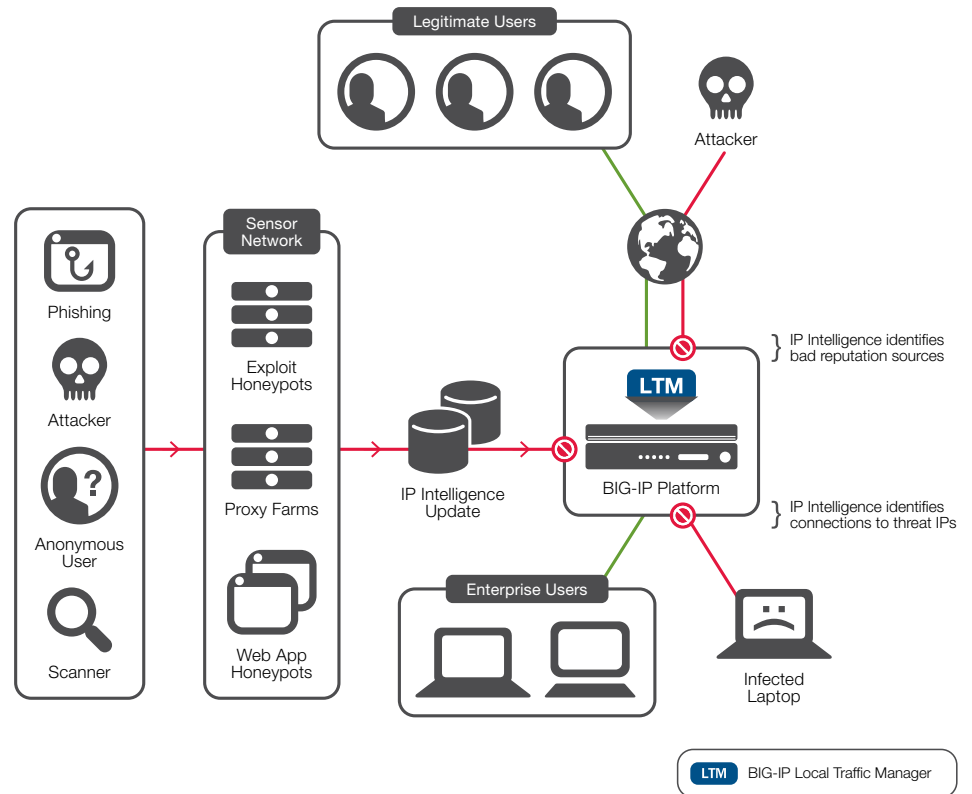 Legitimate Users
Attacker
Phishing
Attacker
Anonymous
User
?
Scanner
Sensor
Network
Exploit
Honeypots
Proxy Farms
Web App
Honeypots
IP Intelligence
Update
LTM
BIG-IP Platform
} IP Intelligence identifies
bad reputation sources
} IP Intelligence identifies
connections to threat IPs
Enterprise Users
Infected
Laptop
LTM BIG-IP Local Traffic Manager